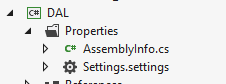 C# DAL
Properties
C# AssemblyInfo.cs
Settings.settings